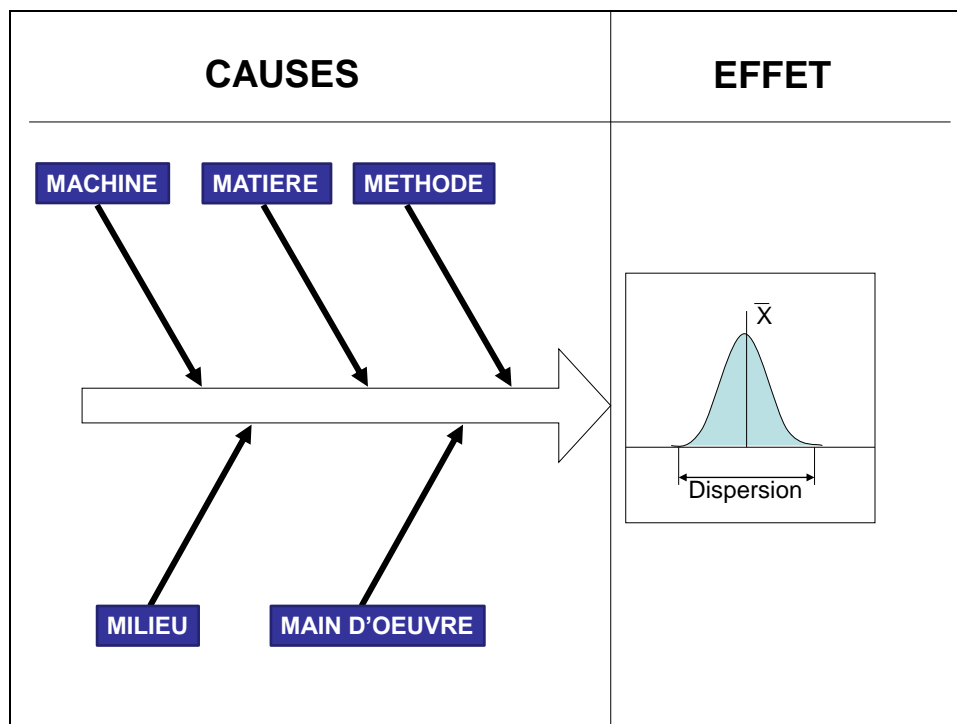 CAUSES
EFFET
MACHINE
MATIERE
METHODE
X̅
Dispersion
MILIEU
MAIN D'OEUVRE